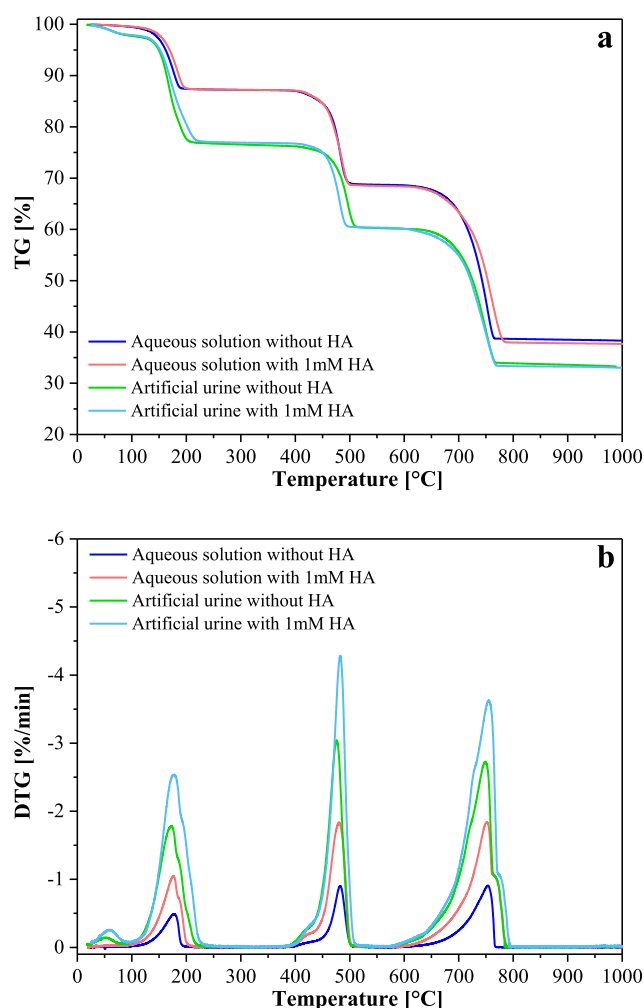 100
90
80
70
60
50
40
30
20
TG [%]
a
Aqueous solution without HA
Aqueous solution with 1mM HA
Artificial urine without HA
Artificial urine with 1mM HA
0 100 200 300 400 500 600 700 800 1000
Temperature [°C]
-6
-5
-4
-3
-2
-1
0
DTG [%/min]
b
Aqueous solution without HA
Aqueous solution with 1mM HA
Artificial urine without HA
Artificial urine with 1mM HA
0 100 200 300 400 500 600 700 800 1000
Temperature [°C]